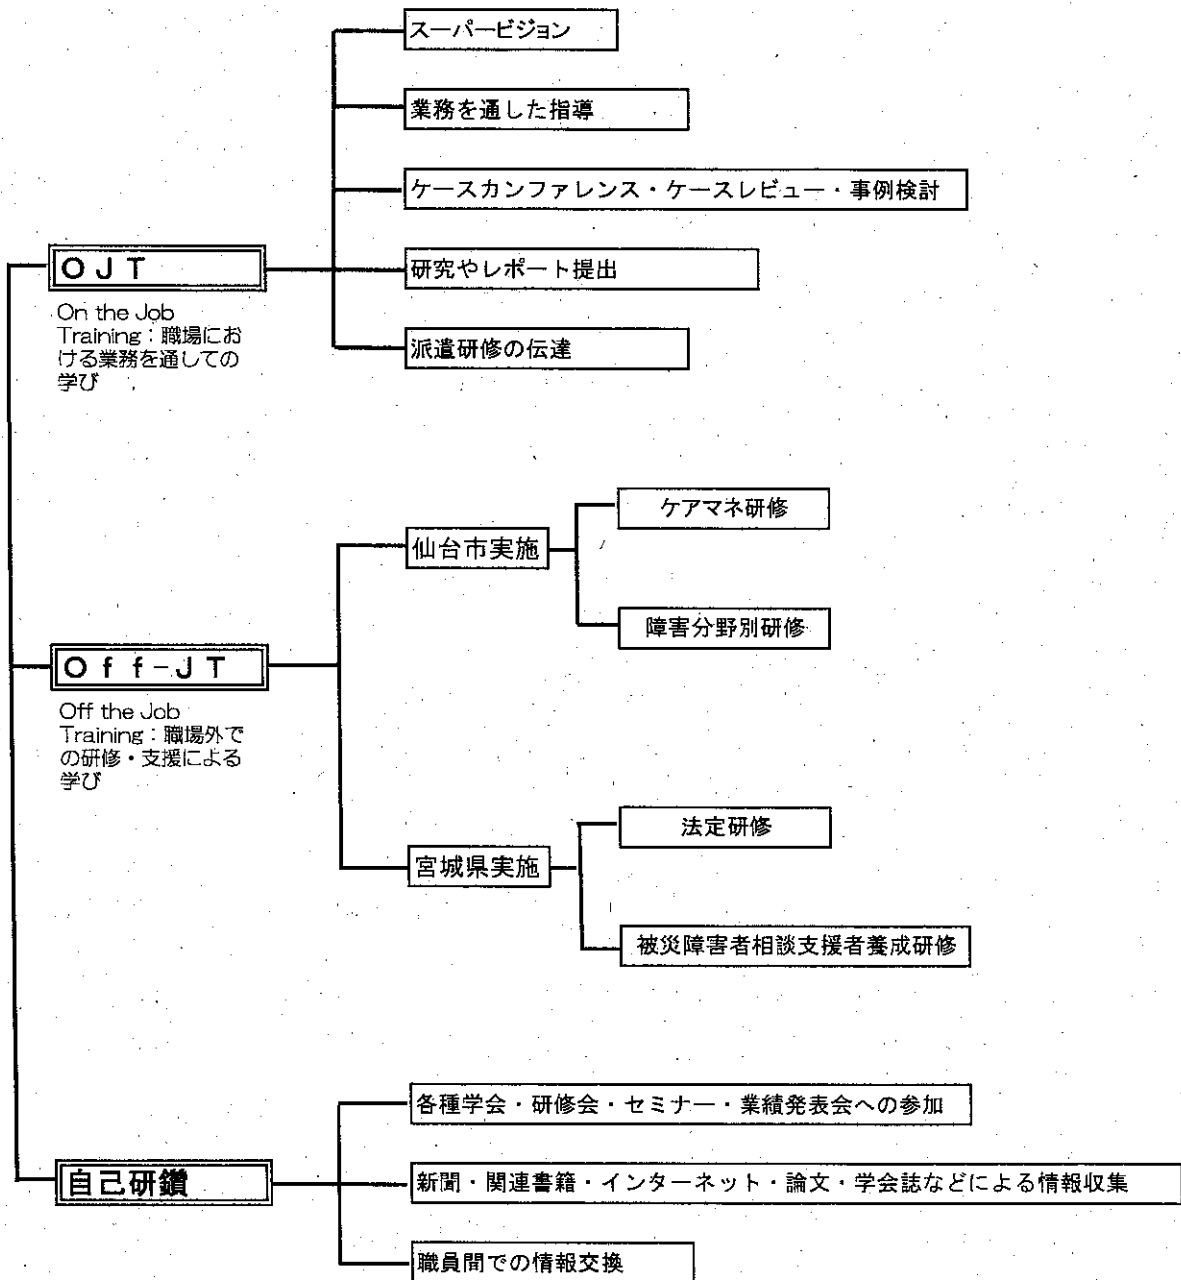 スーパービジョン
業務を通した指導
ケースカンファレンス・ケースレビュー・事例検討
OJT
研究やレポート提出
On the Job
Training：職場にお
ける業務を通しての
学び
派遣研修の伝達
ケアマネ研修
仙台市実施
障害分野別研修
Off-JT
Off the Job
Training：職場外で
の研修・支援による
学び
法定研修
宮城県実施
被災障害者相談支援者養成研修
各種学会・研修会・セミナー・業績発表会への参加
自己研鑽
新聞・関連書籍・インターネット・論文・学会誌などによる情報収集
職員間での情報交換